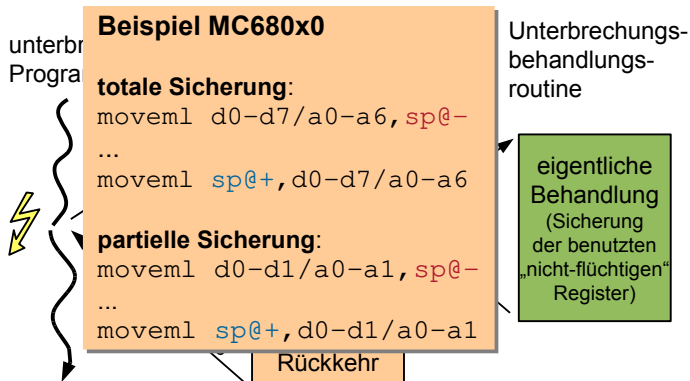 unterbr
Program
Beispiel MC680x0
totale Sicherung:
moveml d0-d7/a0-a6,sp@-
...
moveml sp@+,d0-d7/a0-a6
partielle Sicherung:
moveml d0-d1/a0-a1,sp@-
...
moveml sp@+,d0-d1/a0-a1
Rückkehr
Unterbrechungs-
behandlungs-
routine
eigentliche
Behandlung
(Sicherung
der benutzten
„nicht-flüchtigen“
Register)